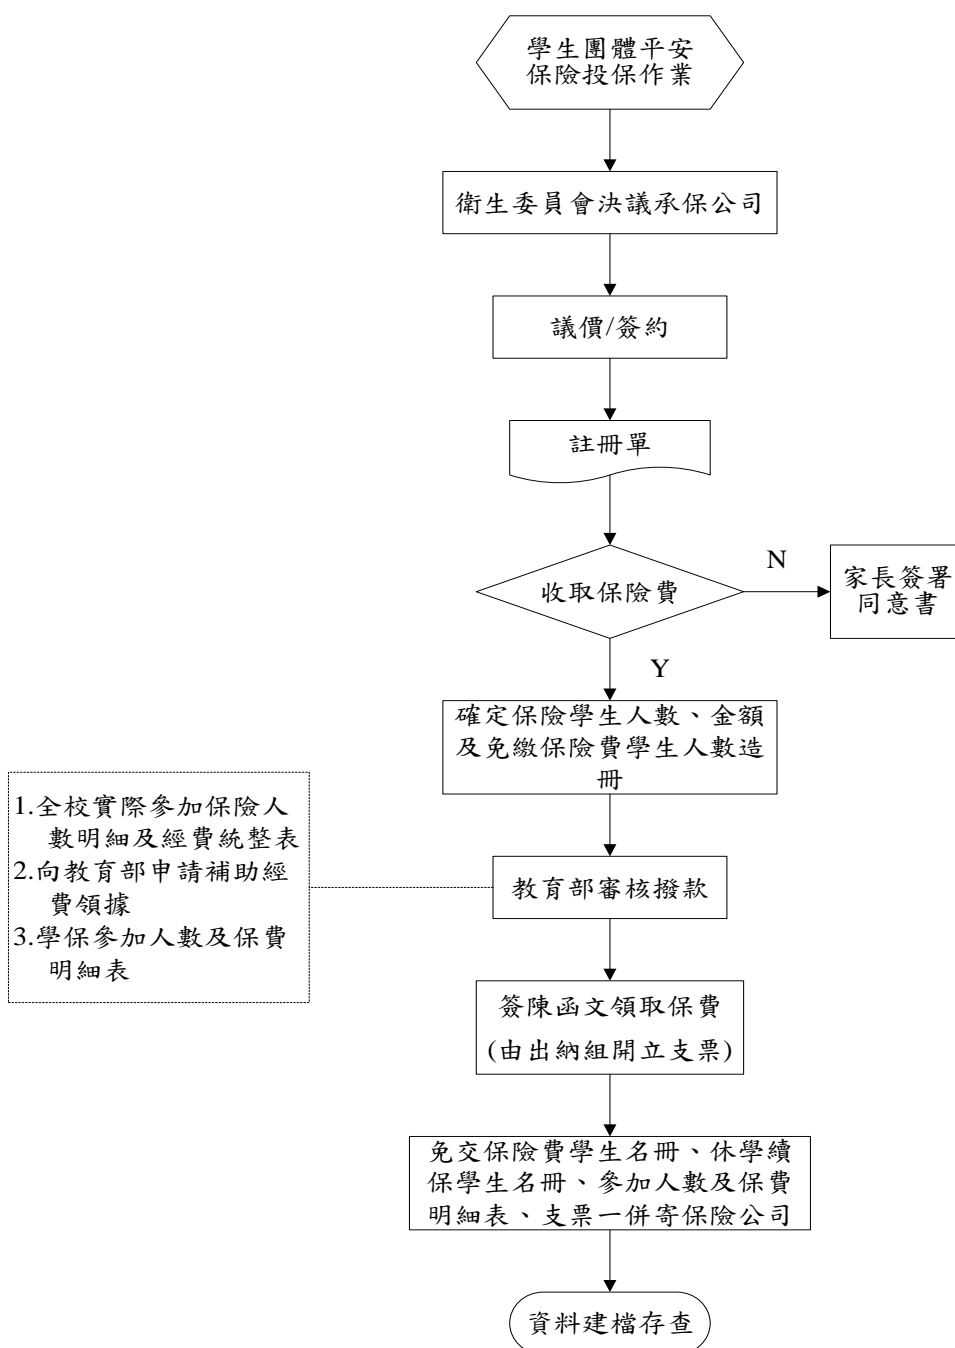 學生團體平安
保險投保作業
衛生委員會決議承保公司
議價/簽約
註冊單
收取保險費
N
家長簽署
同意書
Y
確定保險學生人數、金額
及免繳保險費學生人數造
冊
1.全校實際參加保險人
數明細及經費統整表
2.向教育部申請補助經
費領據
3.學保參加人數及保費
明細表
教育部審核撥款
簽陳函文領取保費
(由出納組開立支票)
免交保險費學生名冊、休學續
保學生名冊、參加人數及保費
明細表、支票一併寄保險公司
資料建檔存查